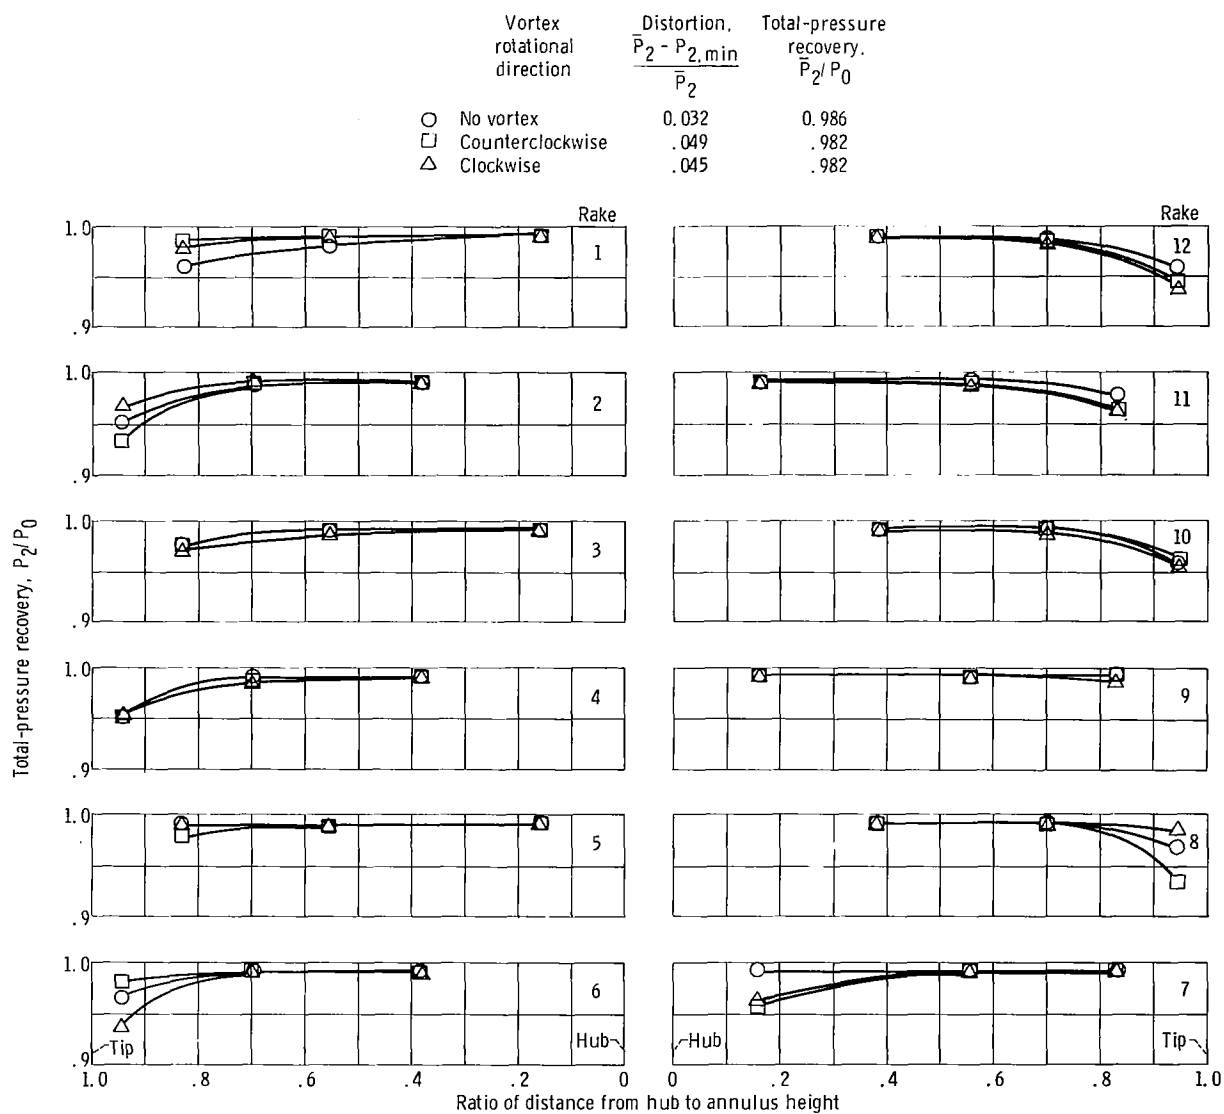 Vortex rotational direction
Distortion, P̅2 - P2, min / P̅2
Total-pressure recovery, P̅2/P0
No vortex 0.032 0.986
Counterclockwise .049 .982
Clockwise .045 .982
Rake
Rake
1.0
.9
1
1.0
12
1.0
.9
2
11
1.0
.9
3
10
1.0
.9
4
9
1.0
.9
5
8
1.0
.9
6
7
Tip
Hub
Hub
Tip
1.0 .8 .6 .4 .2 0
0 .2 .4 .6 .8 1.0
Ratio of distance from hub to annulus height
Total-pressure recovery, P2/P0